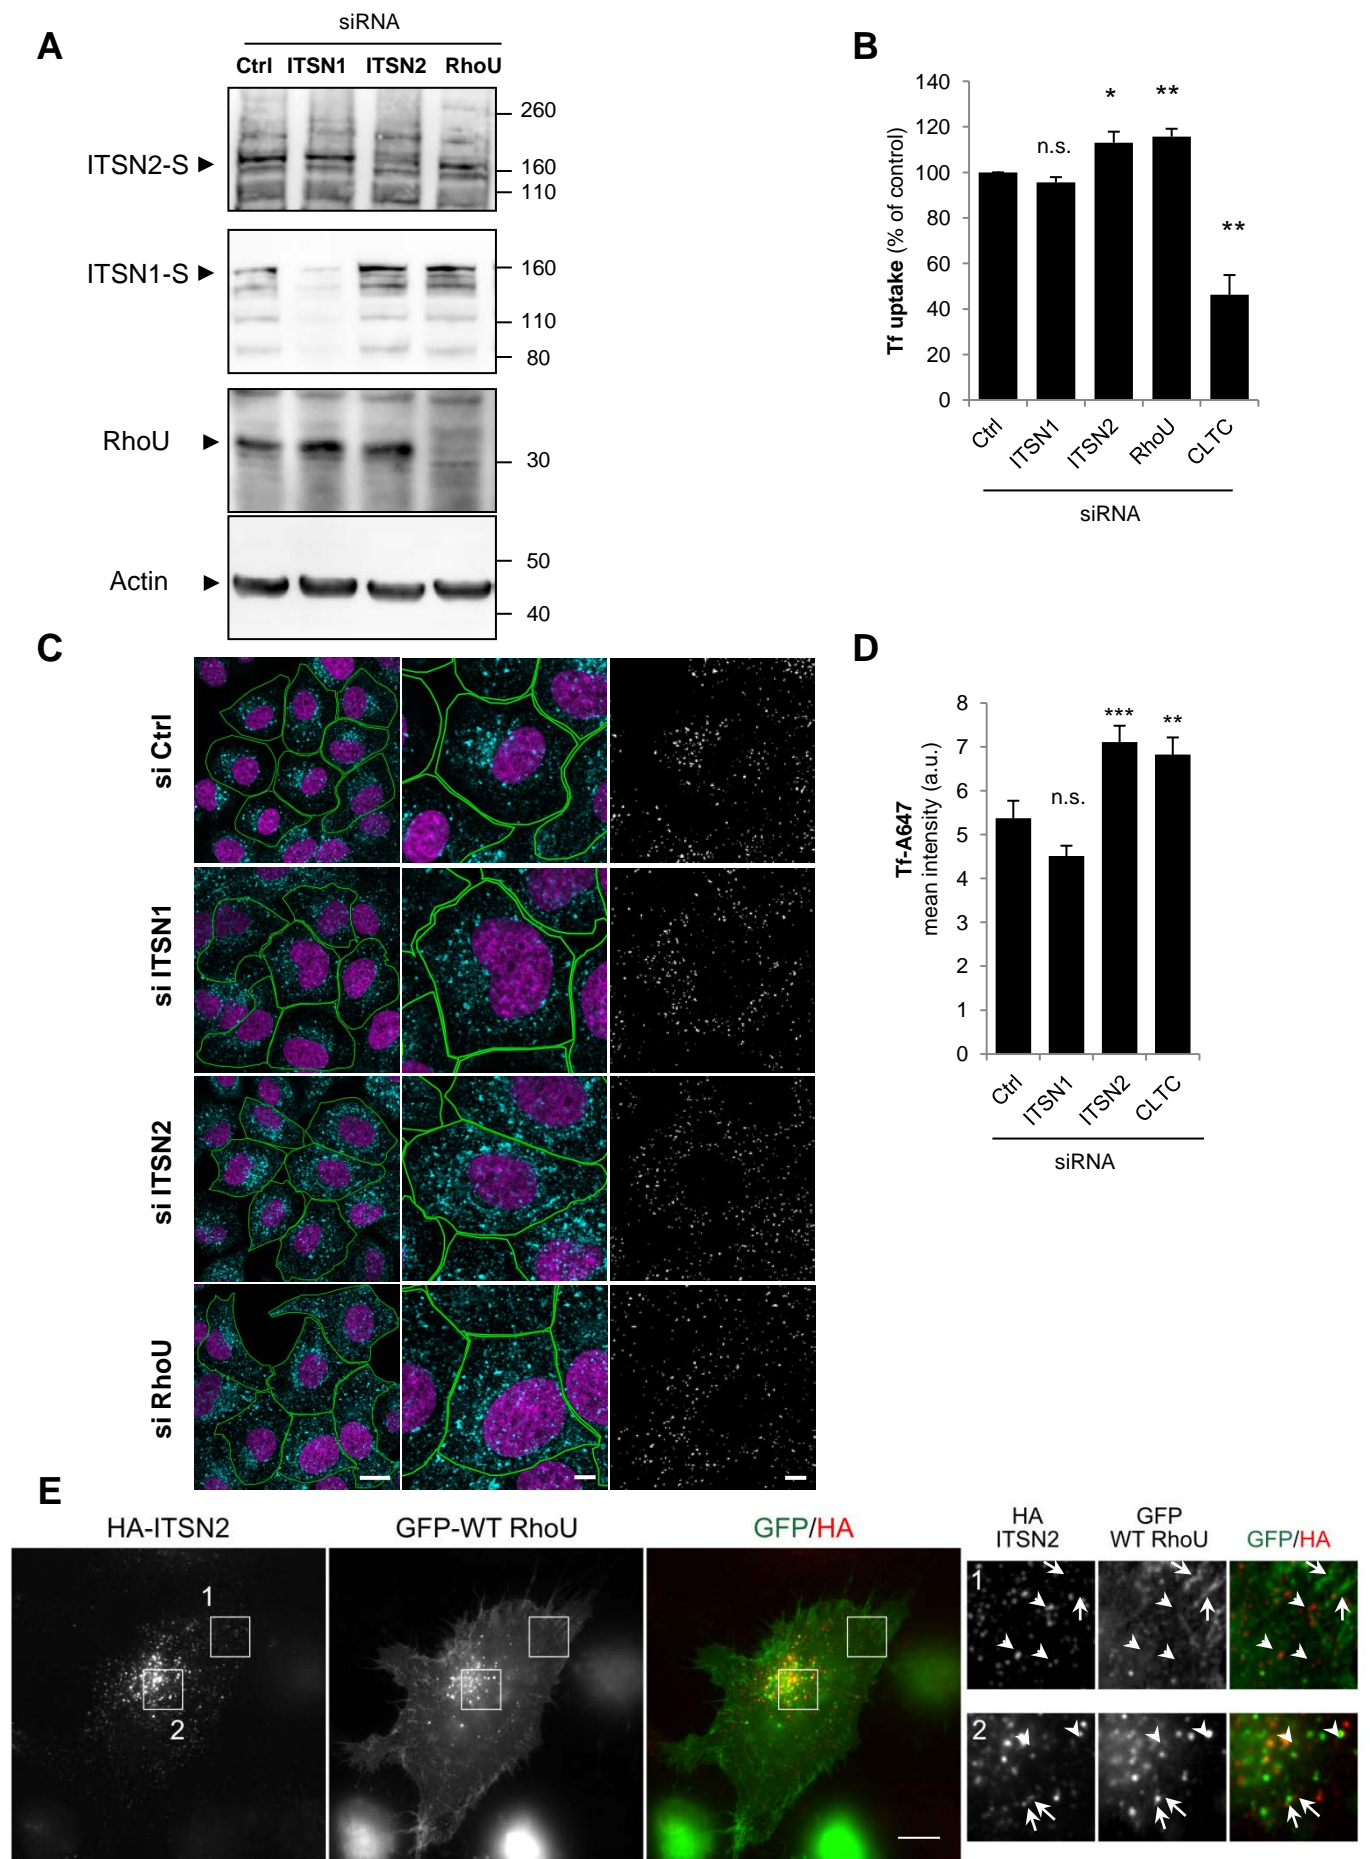 A
siRNA
Ctrl ITSN1 ITSN2 RhoU
ITSN2-S
260
160
110
ITSN1-S
160
110
80
RhoU
30
Actin
50
40
B
Tf uptake (% of control)
140
120
100
80
60
40
20
0
n.s.
*
**
**
Ctrl
ITSN1
ITSN2
RhoU
CLTC
siRNA
C
si Ctrl
si ITSN1
si ITSN2
si RhoU
D
Tf-A647
mean intensity (a.u.)
8
7
6
5
4
3
2
1
0
n.s.
***
**
Ctrl
ITSN1
ITSN2
CLTC
siRNA
E
HA-ITSN2
GFP-WT RhoU
GFP/HA
1
2
HA
ITSN2
GFP
WT RhoU
GFP/HA
1
2